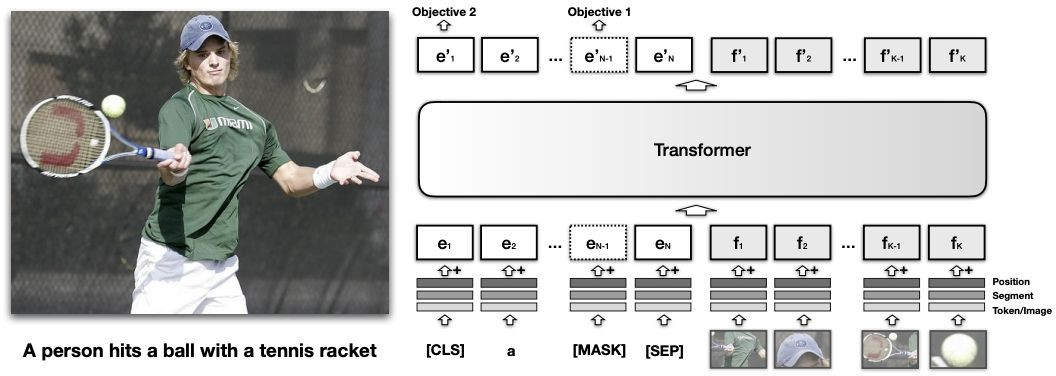 Objective 2 Objective 1
e'1 e'2 ... e'N-1 e'N f'1 f'2 ... f'K-1 f'K
MIAMI
Transformer
e1 e2 ... eN-1 eN f1 f2 ... fK-1 fK
+ + + + + + + +
Position
Segment
Token/Image
A person hits a ball with a tennis racket
[CLS] a [MASK] [SEP]